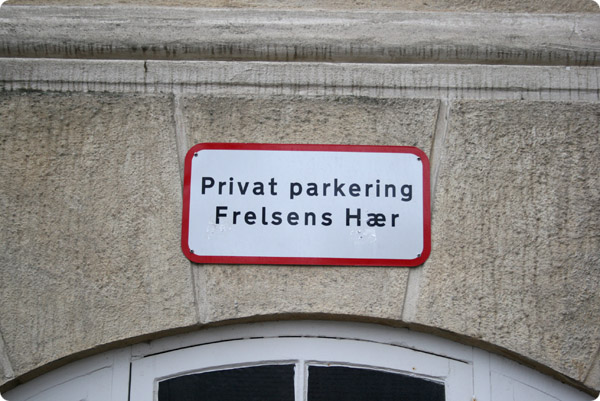 Privat parkering
Frelsens Hær